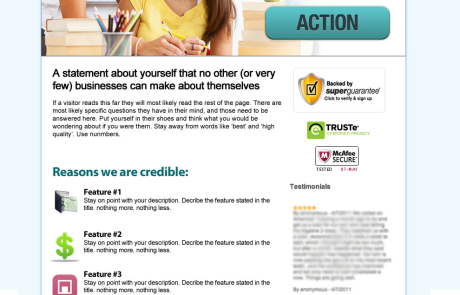 ACTION
A statement about yourself that no other (or very
few) businesses can make about themselves
If a visitor reads this far they will most likely read the rest of the page. There are
most likely specific questions they have in their mind, and those need to be
answered here. Put yourself in their shoes and think what you would be
wondering about if you were them. Stay away from words like 'best' and 'high
quality'. Use nunmbers.
Backed by
superguarantee
Click to verify & sign up
TRUSTe
CERTIFIED PRIVACY
McAfee
SECURE
TESTED 07-MAR
Reasons we are credible:
Feature #1
Stay on point with your description. Decribe the feature stated in the
title. nothing more, nothing less.
Feature #2
Stay on point with your description. Decribe the feature stated in the
title. nothing more, nothing less.
Feature #3
Stay on point with your description. Decribe the feature stated in the
title. nothing more, nothing less.
Testimonials
By anonymous - 4/7/2011